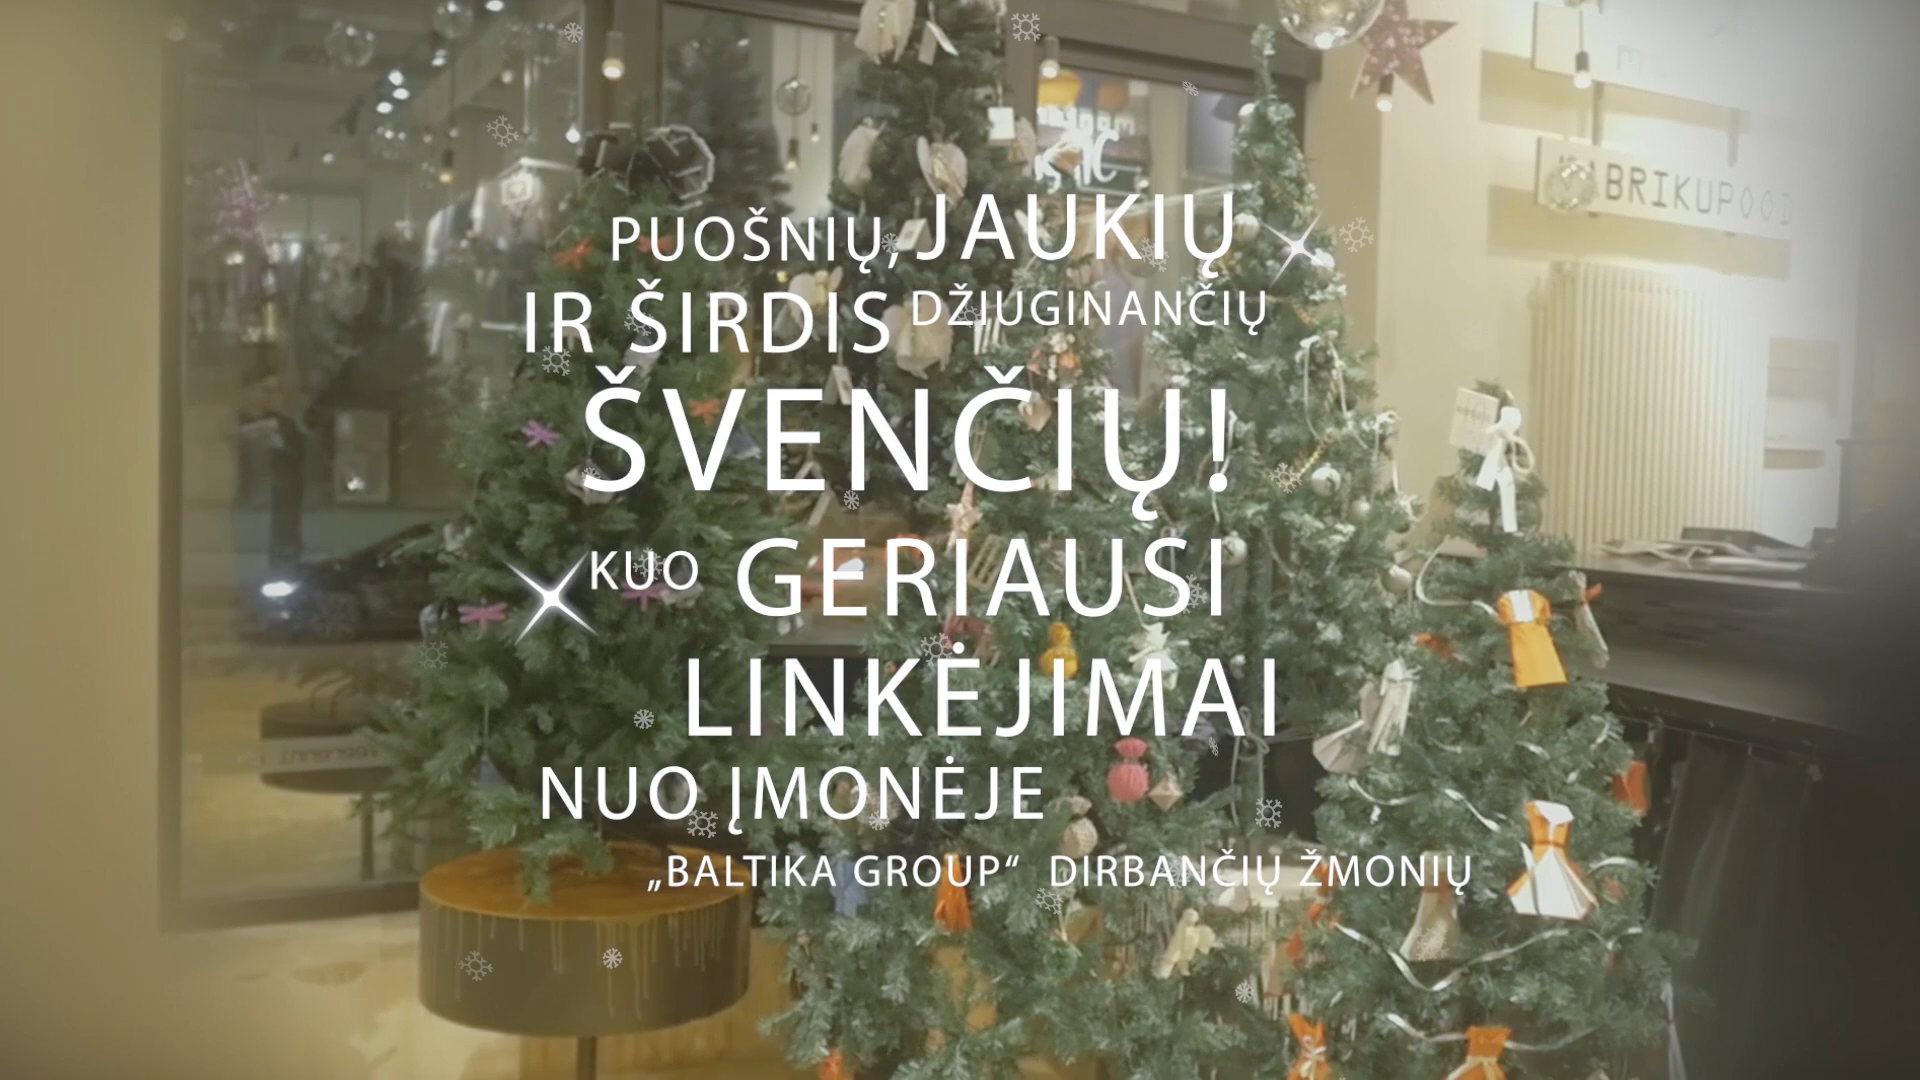 PUOŠNIŲ, JAUKIŲ
IR ŠIRDIS DŽIUGINANČIŲ
ŠVENČIŲ!
KUO GERIAUSI
LINKĖJIMAI
NUO ĮMONĖJE
„BALTIKA GROUP“ DIRBANČIŲ ŽMONIŲ
BRIKUPOOD